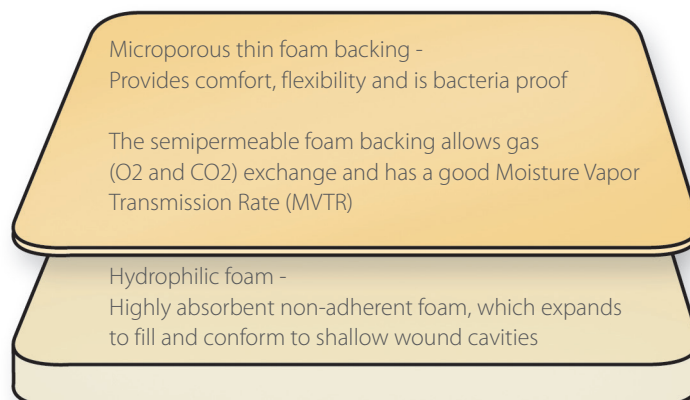 Microporous thin foam backing -
Provides comfort, flexibility and is bacteria proof
The semipermeable foam backing allows gas
(O2 and CO2) exchange and has a good Moisture Vapor
Transmission Rate (MVTR)
Hydrophilic foam -
Highly absorbent non-adherent foam, which expands
to fill and conform to shallow wound cavities